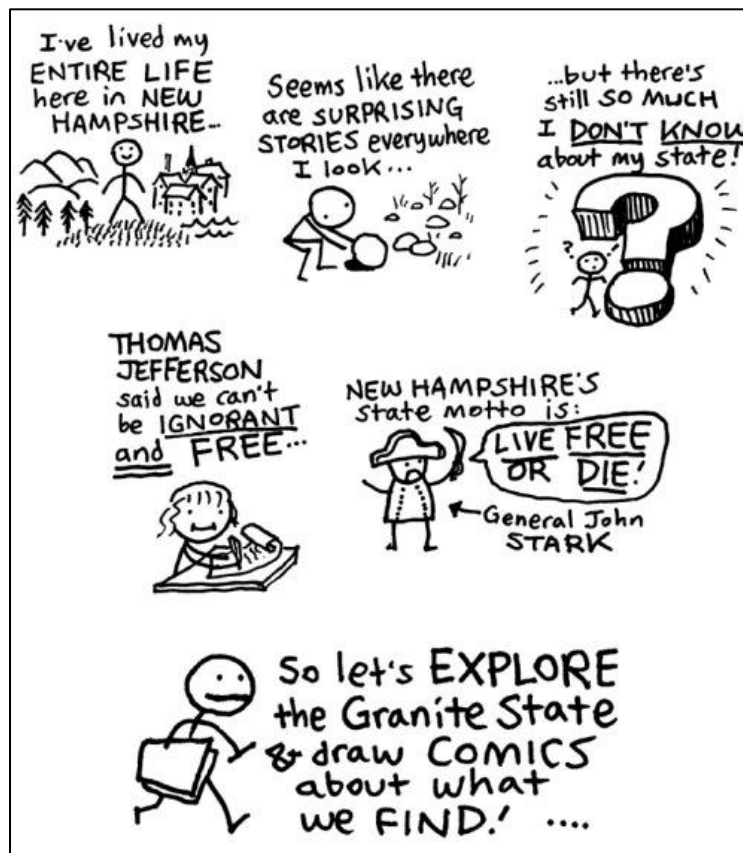 I've lived my
ENTIRE LIFE
here in NEW
HAMPSHIRE...
Seems like there
are SURPRISING
STORIES everywhere
I look...
...but there's
still SO MUCH
I DON'T KNOW
about my state!
?
?
THOMAS
JEFFERSON
said we can't
be IGNORANT
and FREE...
NEW HAMPSHIRE'S
state motto is:
LIVE FREE
OR DIE!
General John
STARK
So let's EXPLORE
the Granite State
& draw COMICS
about what
we FIND! ....